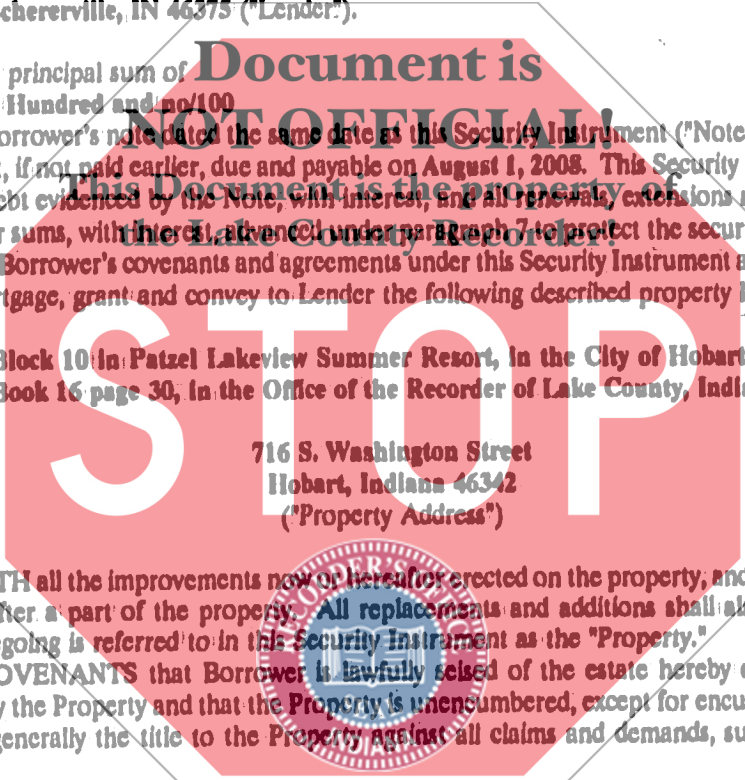 chererville, IN 46375 ("Lender").
principal sum of
Document is
Hundred and no/100
NOT OFFICIAL!
orrower's note dated the same date as this Security Instrument ("Note
, if not paid earlier, due and payable on August 1, 2008. This Security
This Document is the property of
ebt evidenced by the Note, with interest, and all renewals, extensions
the Lake County Recorder!
r sums, with interest, advanced under paragraph 7 to protect the secur
Borrower's covenants and agreements under this Security Instrument a
rtgage, grant and convey to Lender the following described property
STOP
Block 10 in Patzel Lakeview Summer Resort, in the City of Hobart
Book 16 page 30, in the Office of the Recorder of Lake County, Indi
716 S. Washington Street
Hobart, Indiana 46342
("Property Address")
TH all the improvements now or hereafter erected on the property, and
fter a part of the property. All replacements and additions shall al
egoing is referred to in this Security Instrument as the "Property."
OVENANTS that Borrower is lawfully seised of the estate hereby
y the Property and that the Property is unencumbered, except for encu
generally the title to the Property against all claims and demands, su
RECORDER'S OFFIC
SEAL
INDIANA